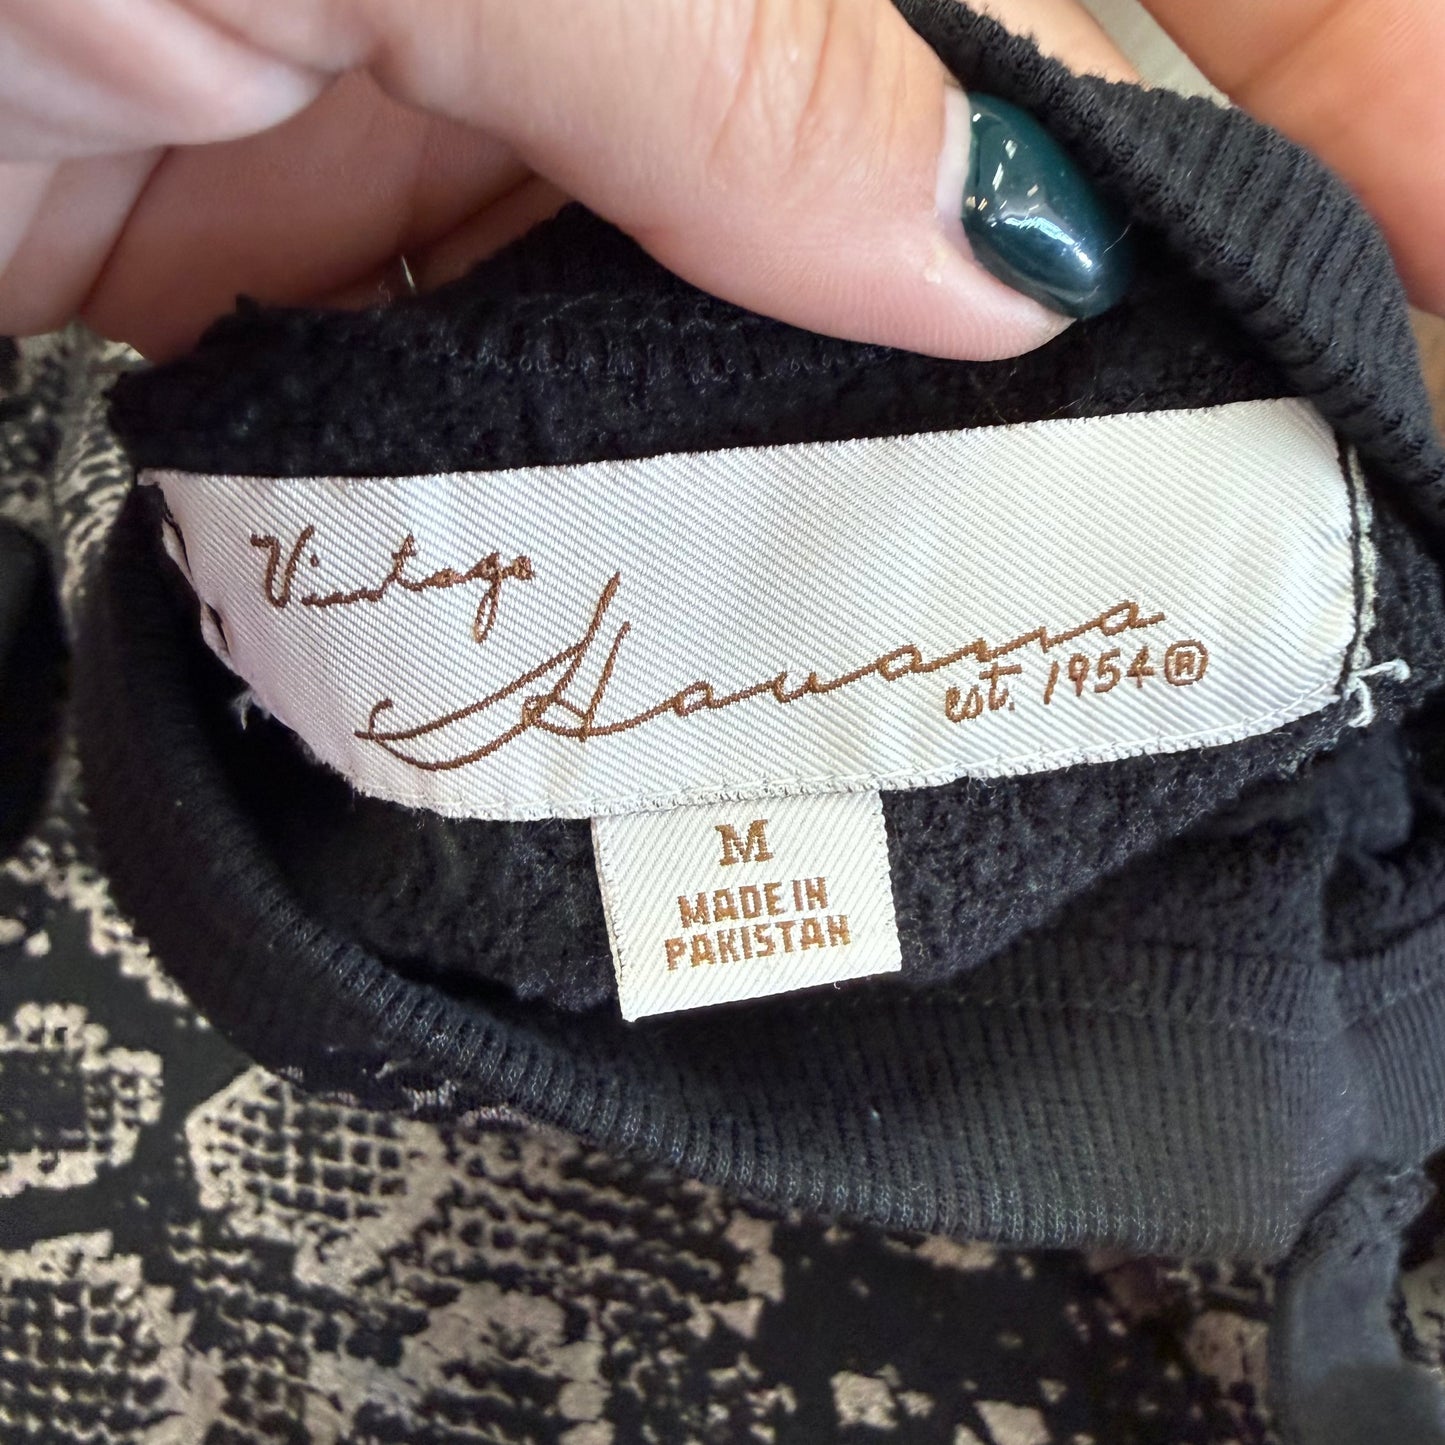 Vintage
Havana
est. 1954®
M
MADE IN
PAKISTAN